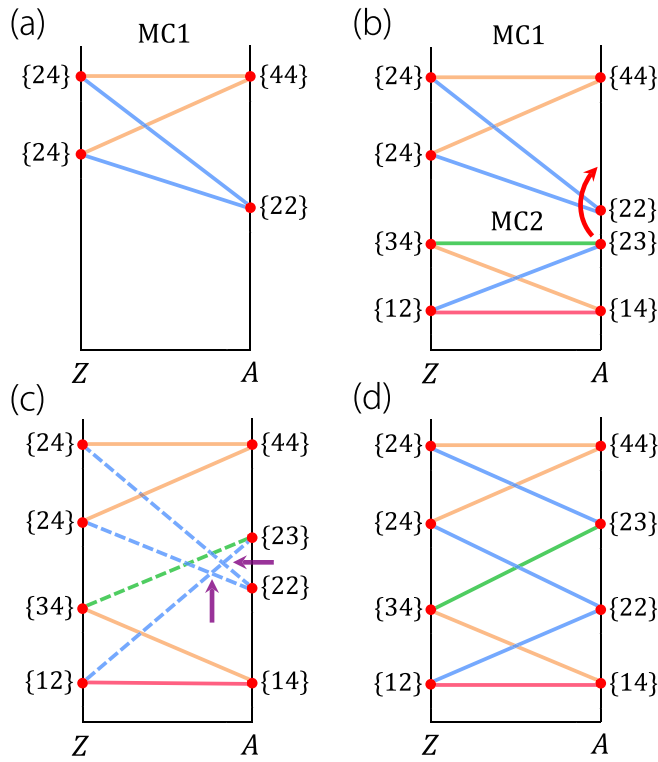 (a)
MC1
{24}
{44}
{24}
{22}
Z
A
(b)
MC1
{24}
{44}
{24}
{22}
MC2
{34}
{23}
{12}
{14}
Z
A
(c)
{24}
{44}
{24}
{23}
{22}
{34}
{12}
{14}
Z
A
(d)
{24}
{44}
{24}
{23}
{34}
{22}
{12}
{14}
Z
A